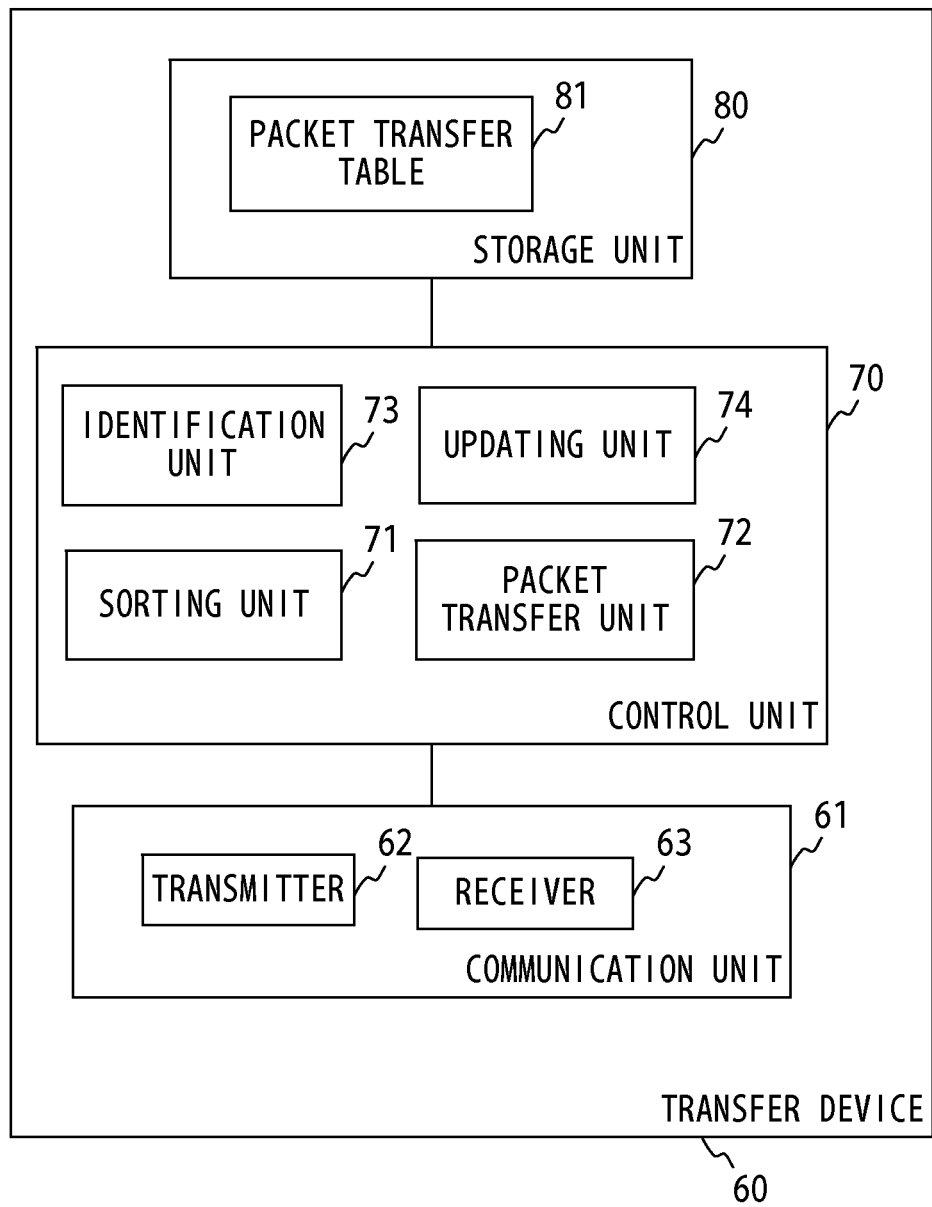 81
80
PACKET TRANSFER
TABLE
STORAGE UNIT
70
IDENTIFICATION
UNIT
73
UPDATING UNIT
74
SORTING UNIT
71
PACKET
TRANSFER UNIT
72
CONTROL UNIT
61
TRANSMITTER
62
RECEIVER
63
COMMUNICATION UNIT
TRANSFER DEVICE
60